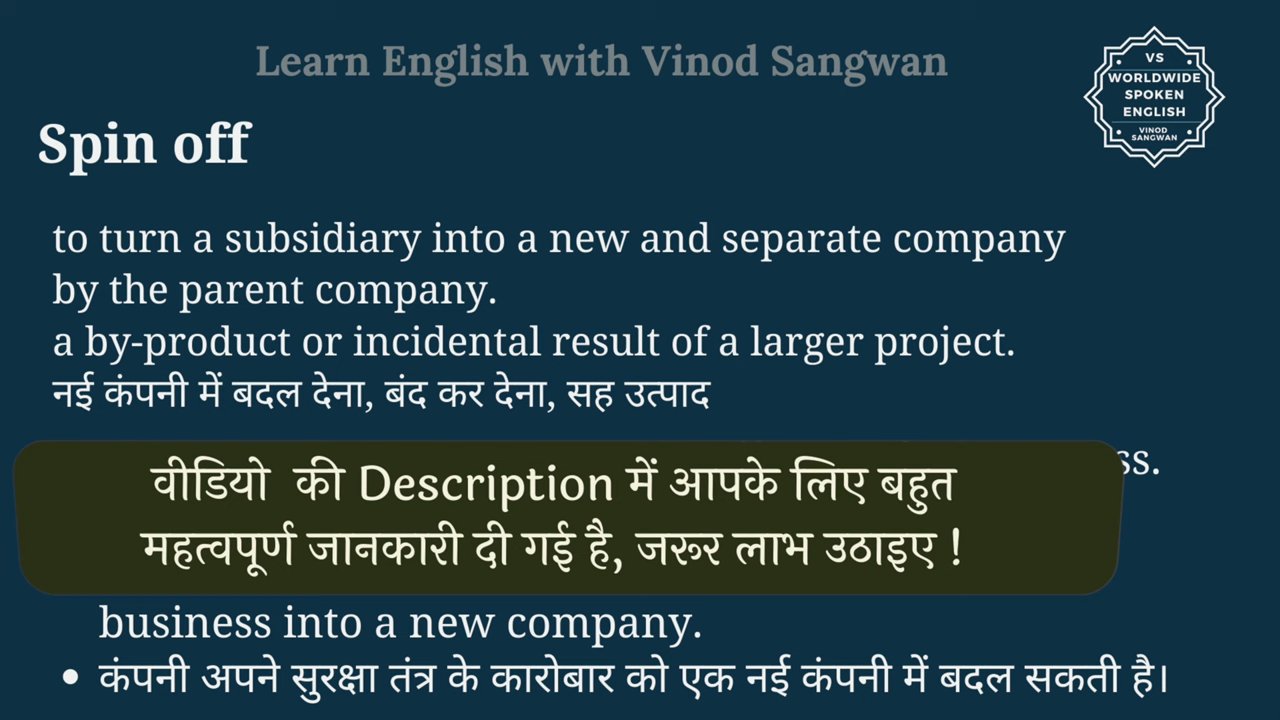 Learn English with Vinod Sangwan
VS
WORLDWIDE
SPOKEN
ENGLISH
VINOD
SANGWAN
Spin off
to turn a subsidiary into a new and separate company
by the parent company.
a by-product or incidental result of a larger project.
नई कंपनी में बदल देना, बंद कर देना, सह उत्पाद
वीडियो की Description में आपके लिए बहुत
महत्वपूर्ण जानकारी दी गई है, जरूर लाभ उठाइए !
business into a new company.
• कंपनी अपने सुरक्षा तंत्र के कारोबार को एक नई कंपनी में बदल सकती है।